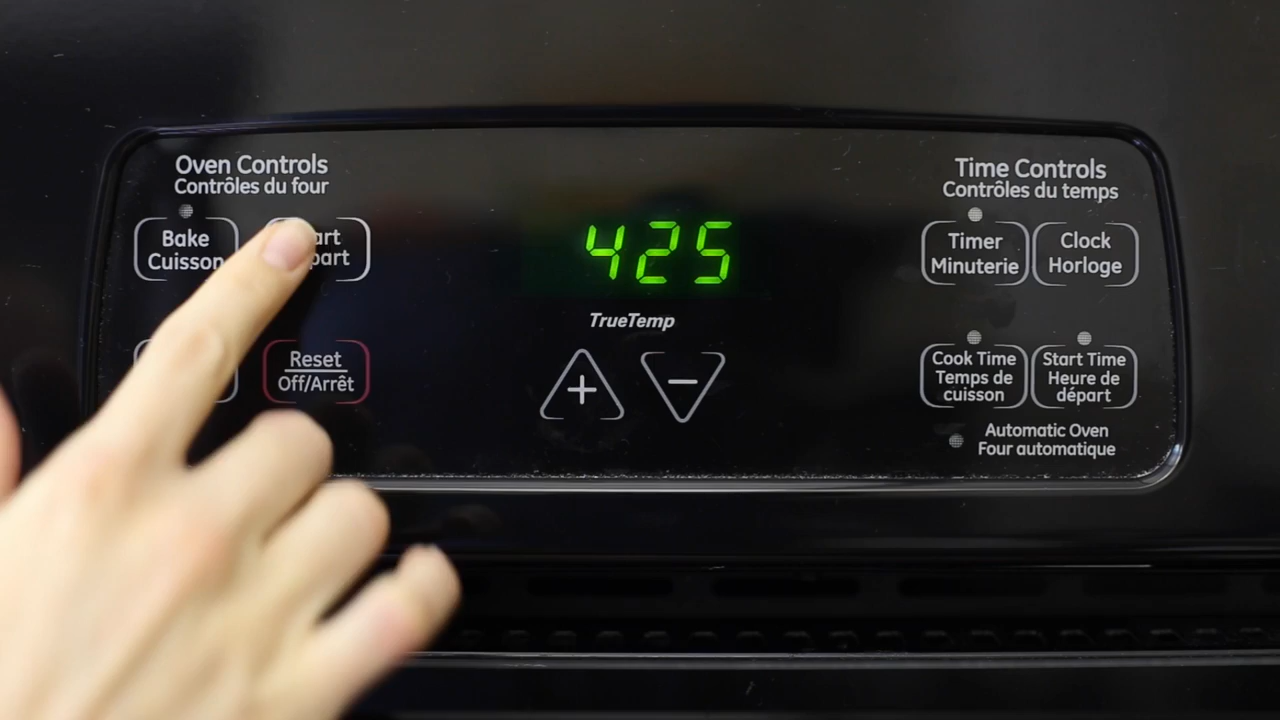 Oven Controls
Contrôles du four
Bake
Cuisson
425
TrueTemp
+
−
Reset
Off/Arrêt
Time Controls
Contrôles du temps
Timer
Minuterie
Clock
Horloge
Cook Time
Temps de
cuisson
Start Time
Heure de
départ
Automatic Oven
Four automatique